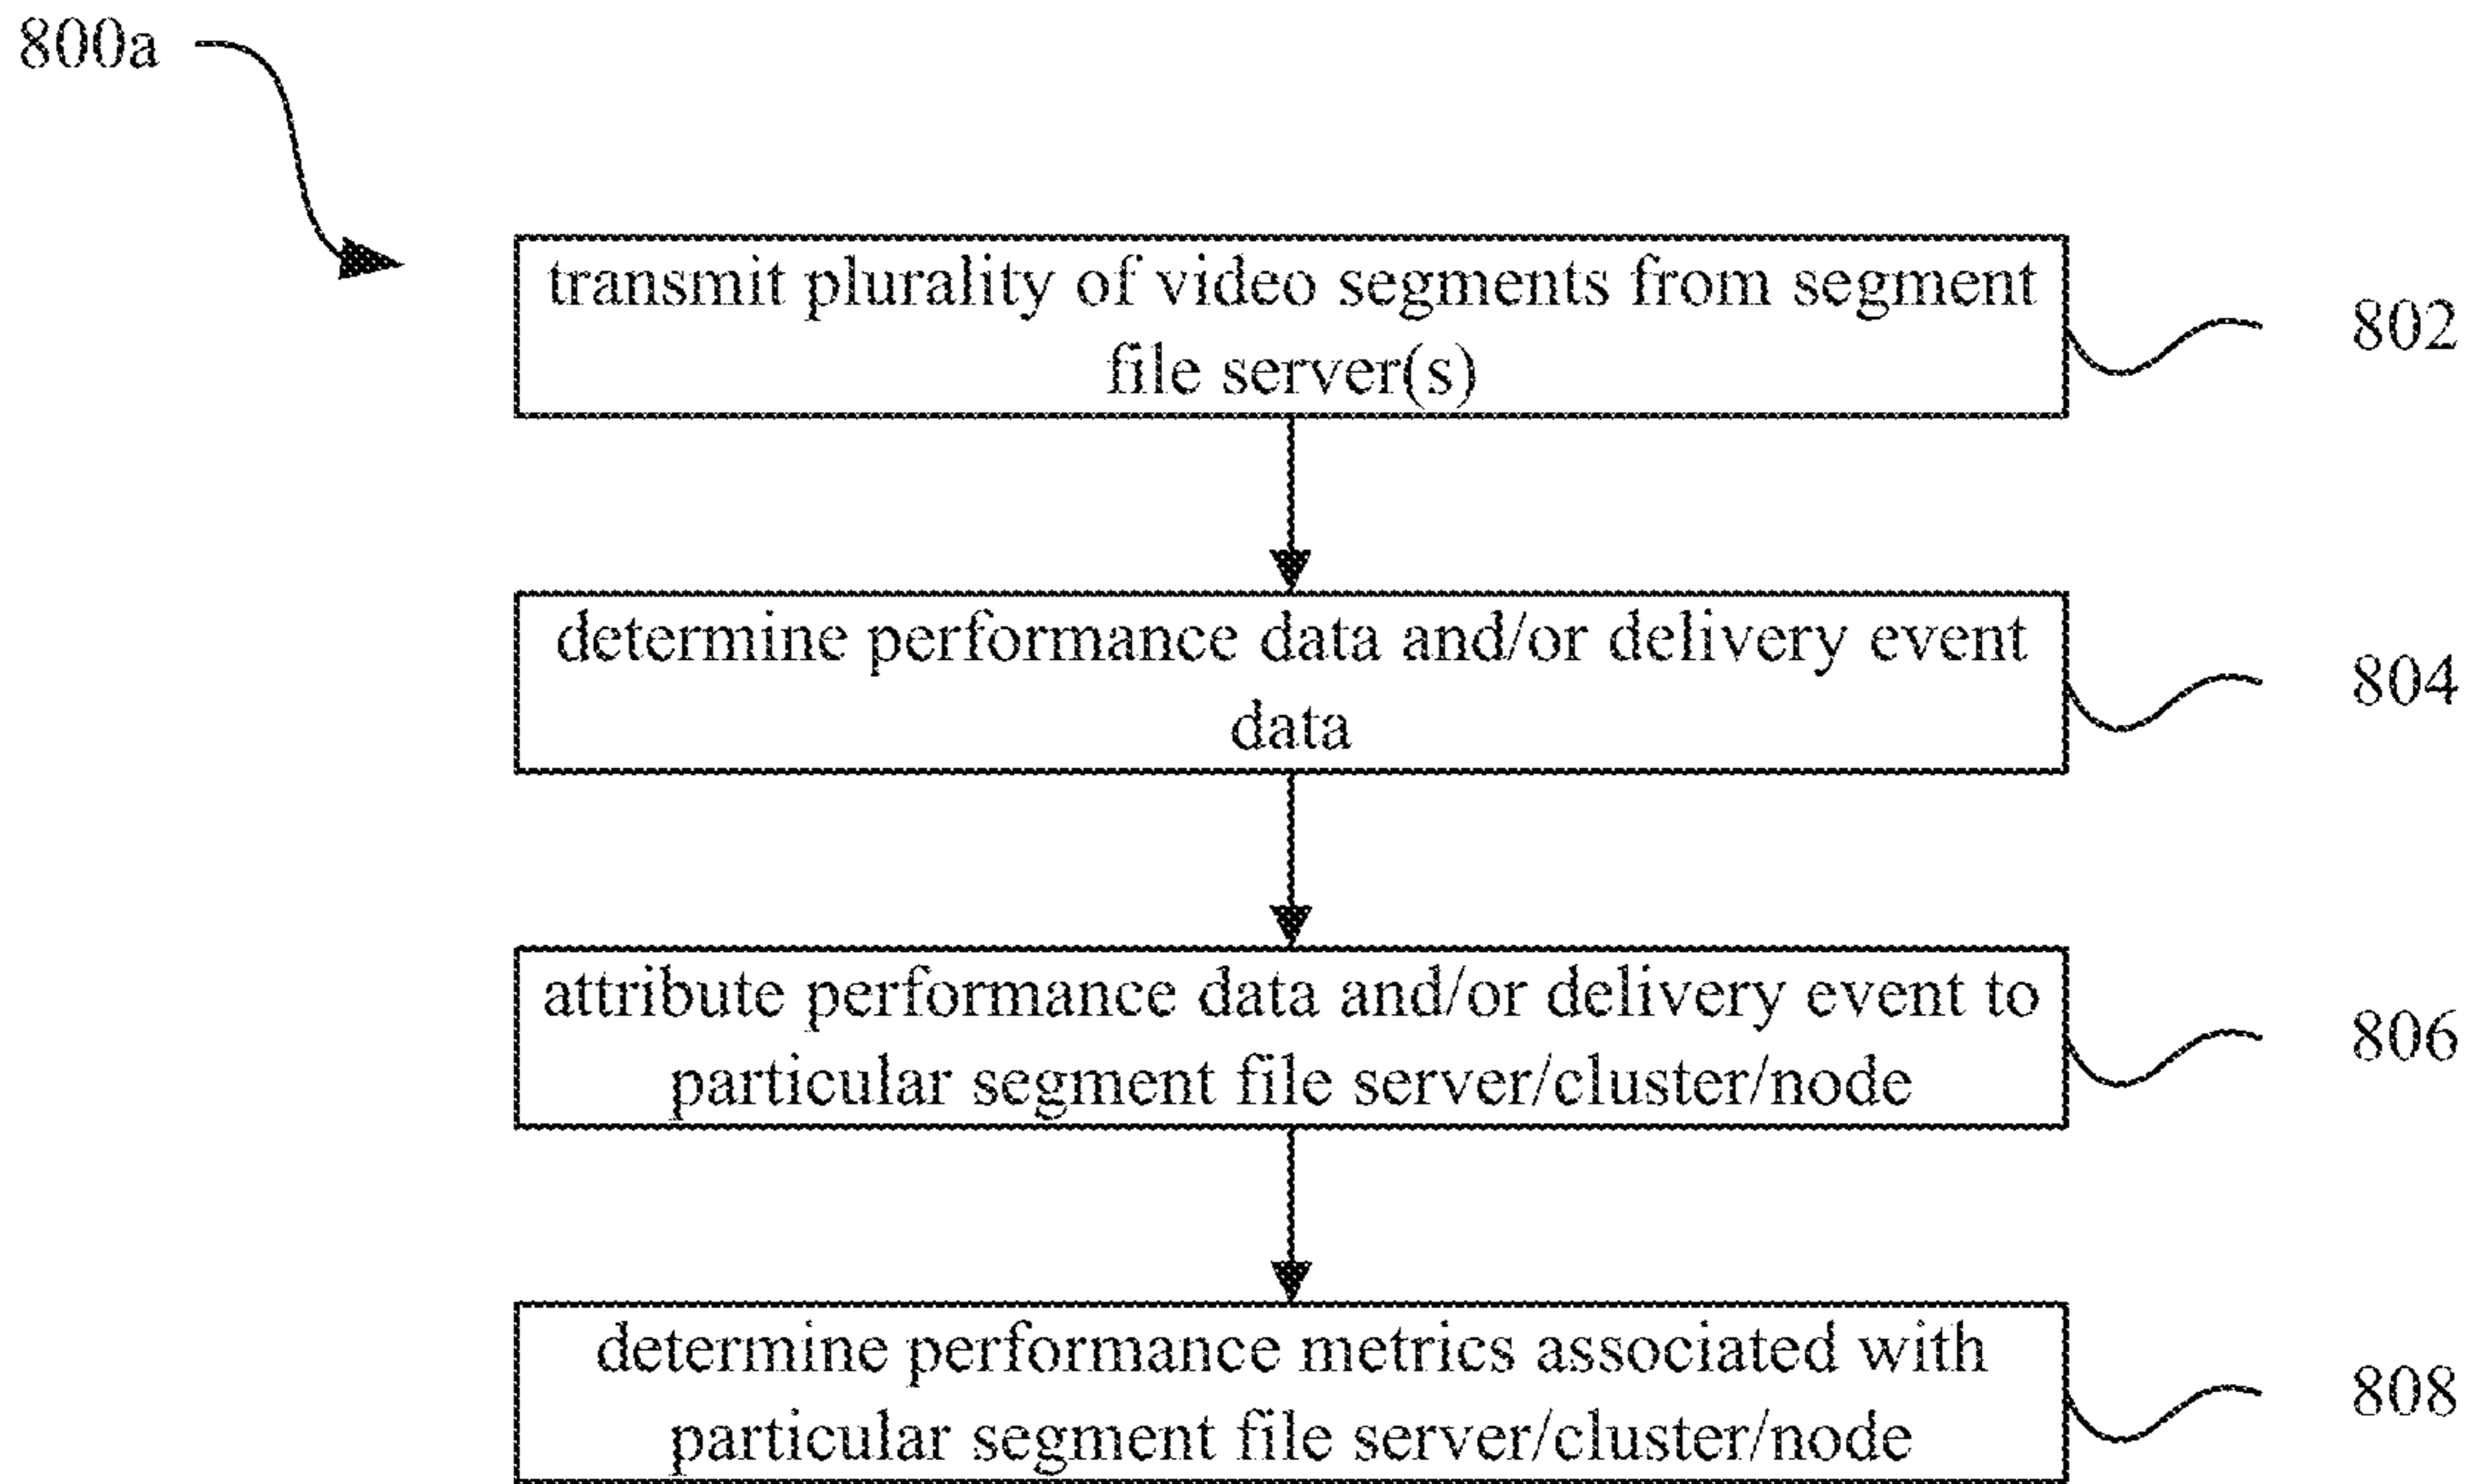 800a
transmit plurality of video segments from segment
file server(s)
802
determine performance data and/or delivery event
data
804
attribute performance data and/or delivery event to
particular segment file server/cluster/node
806
determine performance metrics associated with
particular segment file server/cluster/node
808